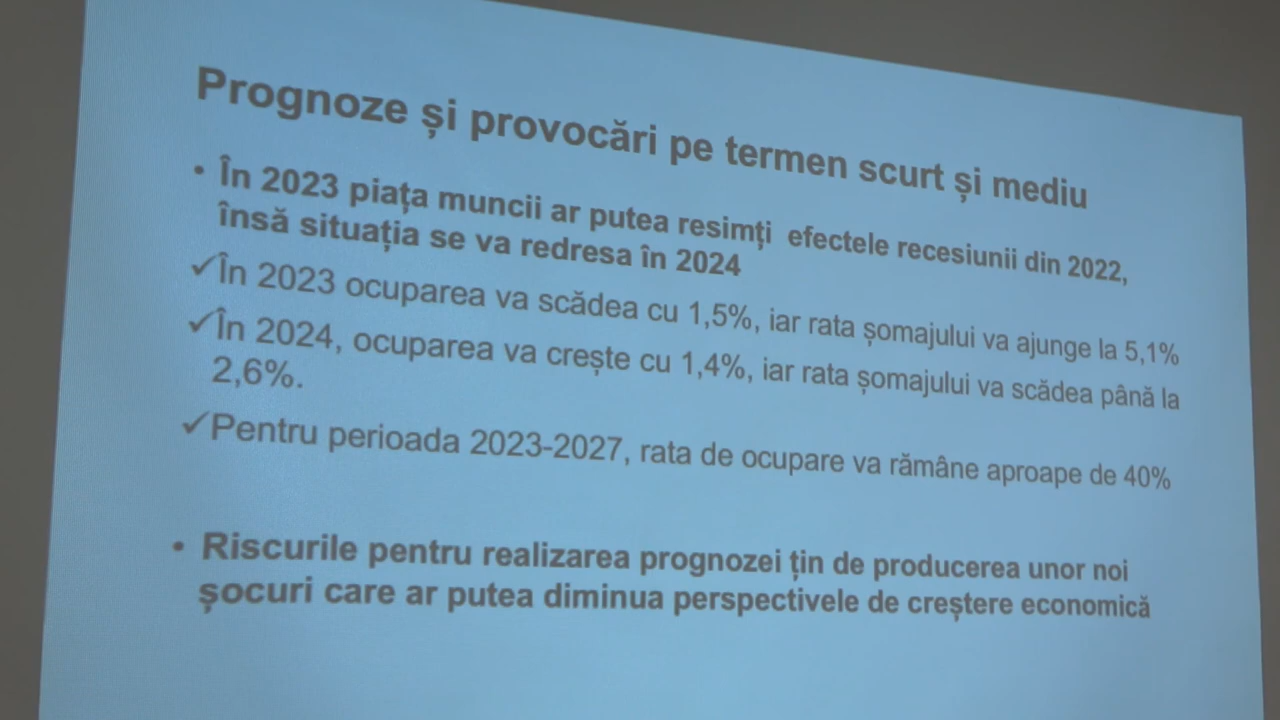 Prognoze și provocări pe termen scurt și mediu
• În 2023 piața muncii ar putea resimți efectele recesiunii din 2022,
însă situația se va redresa în 2024
✓În 2023 ocuparea va scădea cu 1,5%, iar rata șomajului va ajunge la 5,1%
✓În 2024, ocuparea va crește cu 1,4%, iar rata șomajului va scădea până la
2,6%.
✓Pentru perioada 2023-2027, rata de ocupare va rămâne aproape de 40%
• Riscurile pentru realizarea prognozei țin de producerea unor noi
șocuri care ar putea diminua perspectivele de creștere economică